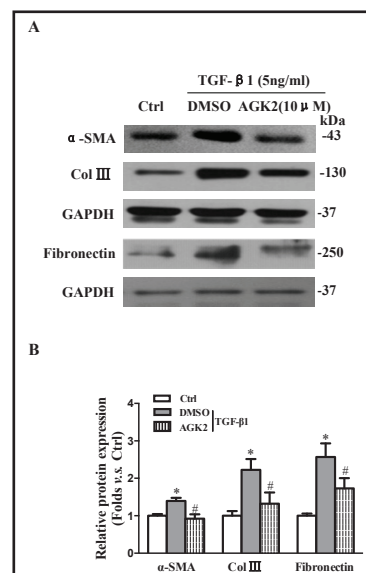 A
TGF-β1 (5ng/ml)
Ctrl DMSO AGK2(10μM)
kDa
α-SMA -43
Col Ⅲ -130
GAPDH -37
Fibronectin -250
GAPDH -37
B
Ctrl
DMSO
AGK2
TGF-β1
Relative protein expression
(Folds v.s. Ctrl)
4
3
2
1
0
* # * # * #
α-SMA Col Ⅲ Fibronectin